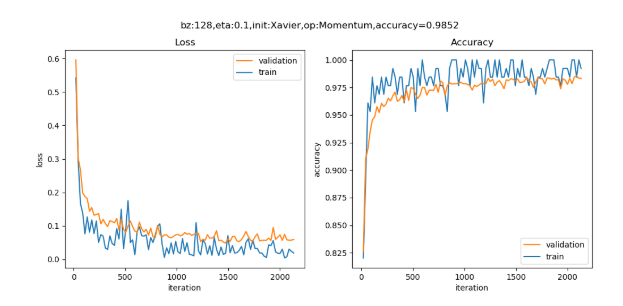 bz:128,eta:0.1,init:Xavier,op:Momentum,accuracy=0.9852
Loss
Accuracy
0.6
0.5
0.4
0.3
0.2
0.1
0.0
loss
validation
train
0
500
1000
1500
2000
iteration
1.000
0.975
0.950
0.925
0.900
0.875
0.850
0.825
accuracy
validation
train
0
500
1000
1500
2000
iteration